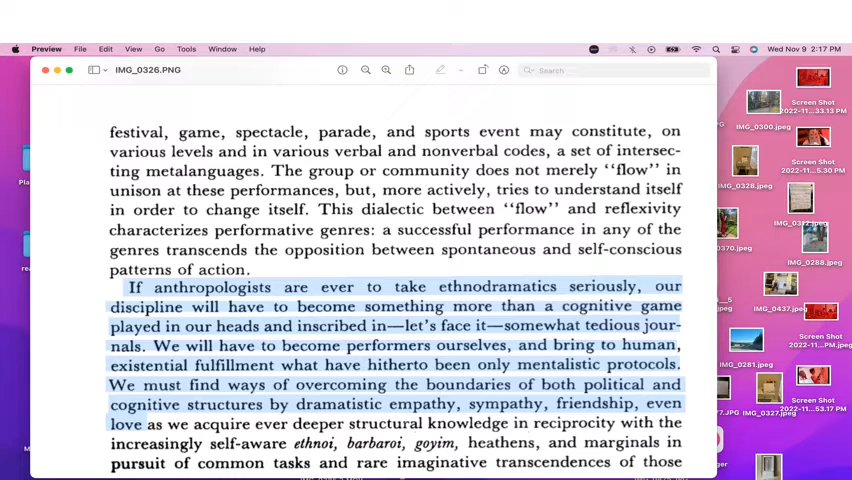 Preview File Edit View Go Tools Window Help Wed Nov 9 2:17 PM
IMG_0326.PNG
Search
festival, game, spectacle, parade, and sports event may constitute, on
various levels and in various verbal and nonverbal codes, a set of intersec-
ting metalanguages. The group or community does not merely “flow” in
unison at these performances, but, more actively, tries to understand itself
in order to change itself. This dialectic between “flow” and reflexivity
characterizes performative genres: a successful performance in any of the
genres transcends the opposition between spontaneous and self-conscious
patterns of action.
If anthropologists are ever to take ethnodramatics seriously, our
discipline will have to become something more than a cognitive game
played in our heads and inscribed in—let’s face it—somewhat tedious jour-
nals. We will have to become performers ourselves, and bring to human,
existential fulfillment what have hitherto been only mentalistic protocols.
We must find ways of overcoming the boundaries of both political and
cognitive structures by dramatistic empathy, sympathy, friendship, even
love as we acquire ever deeper structural knowledge in reciprocity with the
increasingly self-aware ethnoi, barbaroi, goyim, heathens, and marginals in
pursuit of common tasks and rare imaginative transcendences of those
Screen Shot
2022-11...33.13 PM
IMG_0300.jpeg
Screen Shot
2022-11...5.30 PM
IMG_0328.jpeg
IMG_0288.jpeg
IMG_0437.jpeg
Screen Shot
IMG_0281.jpeg
Screen Shot
IMG_0327.jpeg